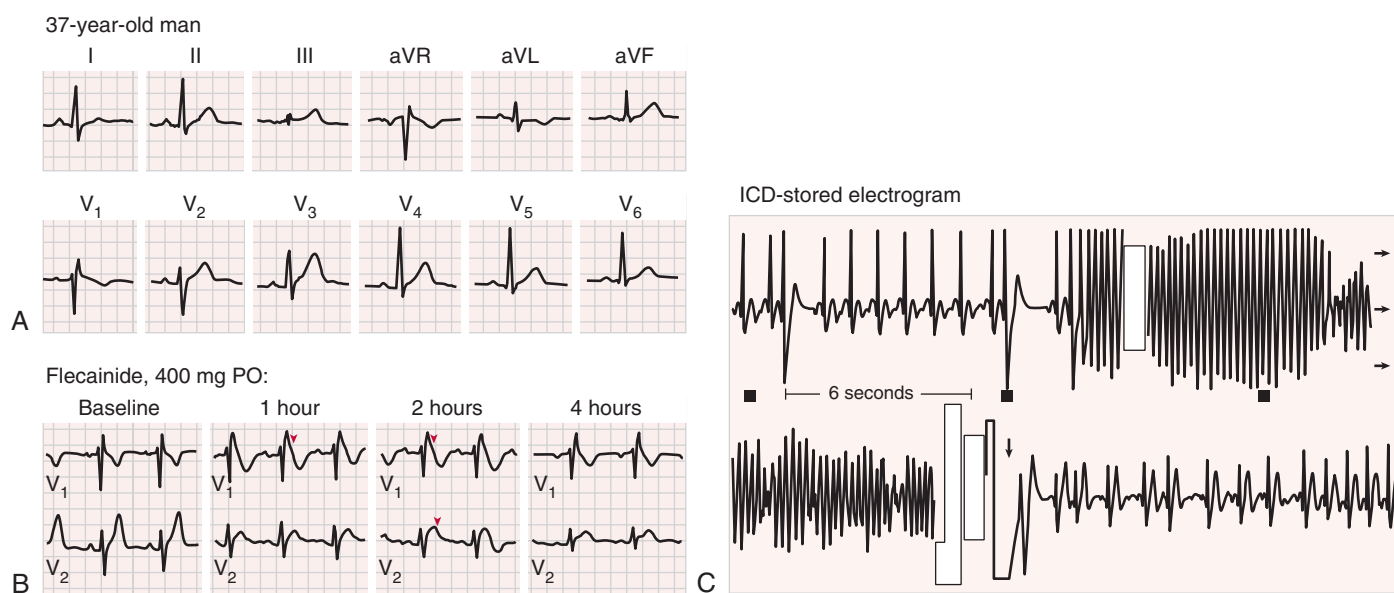 37-year-old man
I II III aVR aVL aVF
V1 V2 V3 V4 V5 V6
A
Flecainide, 400 mg PO:
Baseline 1 hour 2 hours 4 hours
V1 V1 V1 V1
V2 V2 V2 V2
B
ICD-stored electrogram
6 seconds
C